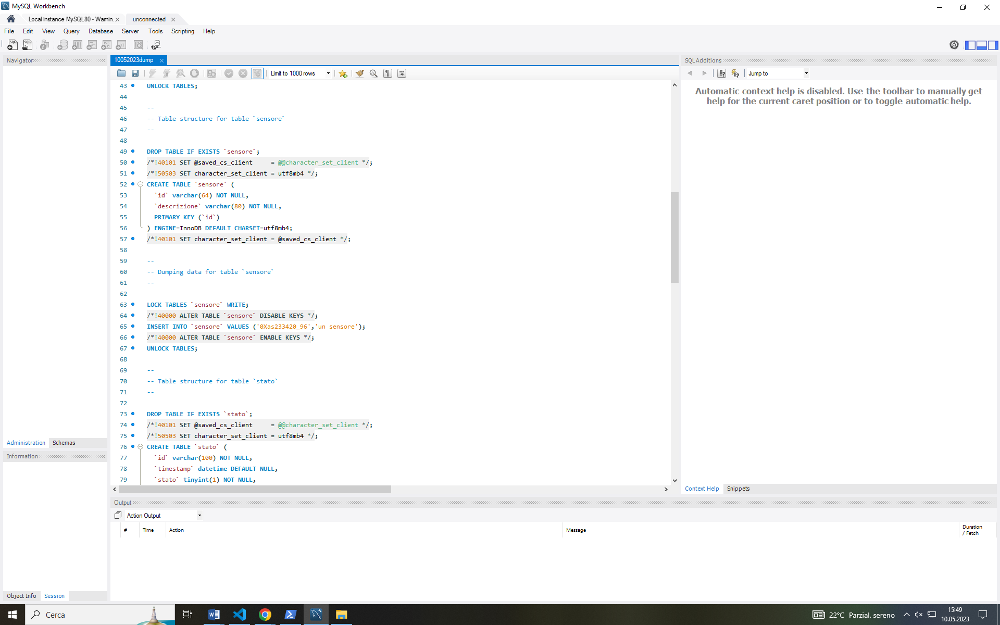 MySQL Workbench
Local instance MySQL80 - Warnin...
unconnected
File Edit View Query Database Server Tools Scripting Help
Navigator
10052023dump
SQLAdditions
Limit to 1000 rows
Jump to
Automatic context help is disabled. Use the toolbar to manually get
help for the current caret position or to toggle automatic help.
43 UNLOCK TABLES;
44
45 --
46 -- Table structure for table `sensore`
47 --
48
49 DROP TABLE IF EXISTS `sensore`;
50 /*!40101 SET @saved_cs_client     = @@character_set_client */;
51 /*!50503 SET character_set_client = utf8mb4 */;
52 CREATE TABLE `sensore` (
53   `id` varchar(64) NOT NULL,
54   `descrizione` varchar(80) NOT NULL,
55   PRIMARY KEY (`id`)
56 ) ENGINE=InnoDB DEFAULT CHARSET=utf8mb4;
57 /*!40101 SET character_set_client = @saved_cs_client */;
58
59 --
60 -- Dumping data for table `sensore`
61 --
62
63 LOCK TABLES `sensore` WRITE;
64 /*!40000 ALTER TABLE `sensore` DISABLE KEYS */;
65 INSERT INTO `sensore` VALUES ('0Xas233420_96','un sensore');
66 /*!40000 ALTER TABLE `sensore` ENABLE KEYS */;
67 UNLOCK TABLES;
68
69 --
70 -- Table structure for table `stato`
71 --
72
73 DROP TABLE IF EXISTS `stato`;
74 /*!40101 SET @saved_cs_client     = @@character_set_client */;
75 /*!50503 SET character_set_client = utf8mb4 */;
76 CREATE TABLE `stato` (
77   `id` varchar(100) NOT NULL,
78   `timestamp` datetime DEFAULT NULL,
79   `stato` tinyint(1) NOT NULL,
Administration Schemas
Information
Context Help Snippets
Output
Action Output
# Time Action Message Duration / Fetch
Object Info Session
Cerca
22°C Parzial. sereno
15:49
10.05.2023